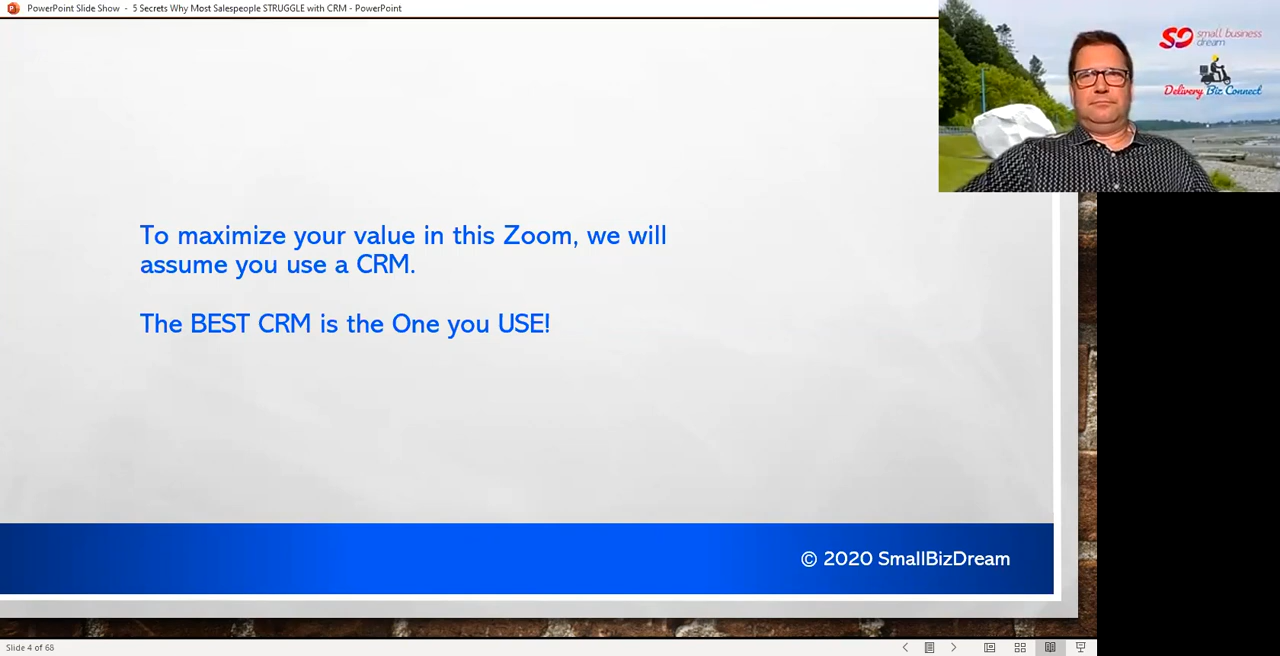 PowerPoint Slide Show - 5 Secrets Why Most Salespeople STRUGGLE with CRM - PowerPoint
small business
dream
Delivery Biz Connect
To maximize your value in this Zoom, we will
assume you use a CRM.
The BEST CRM is the One you USE!
© 2020 SmallBizDream
Slide 4 of 68